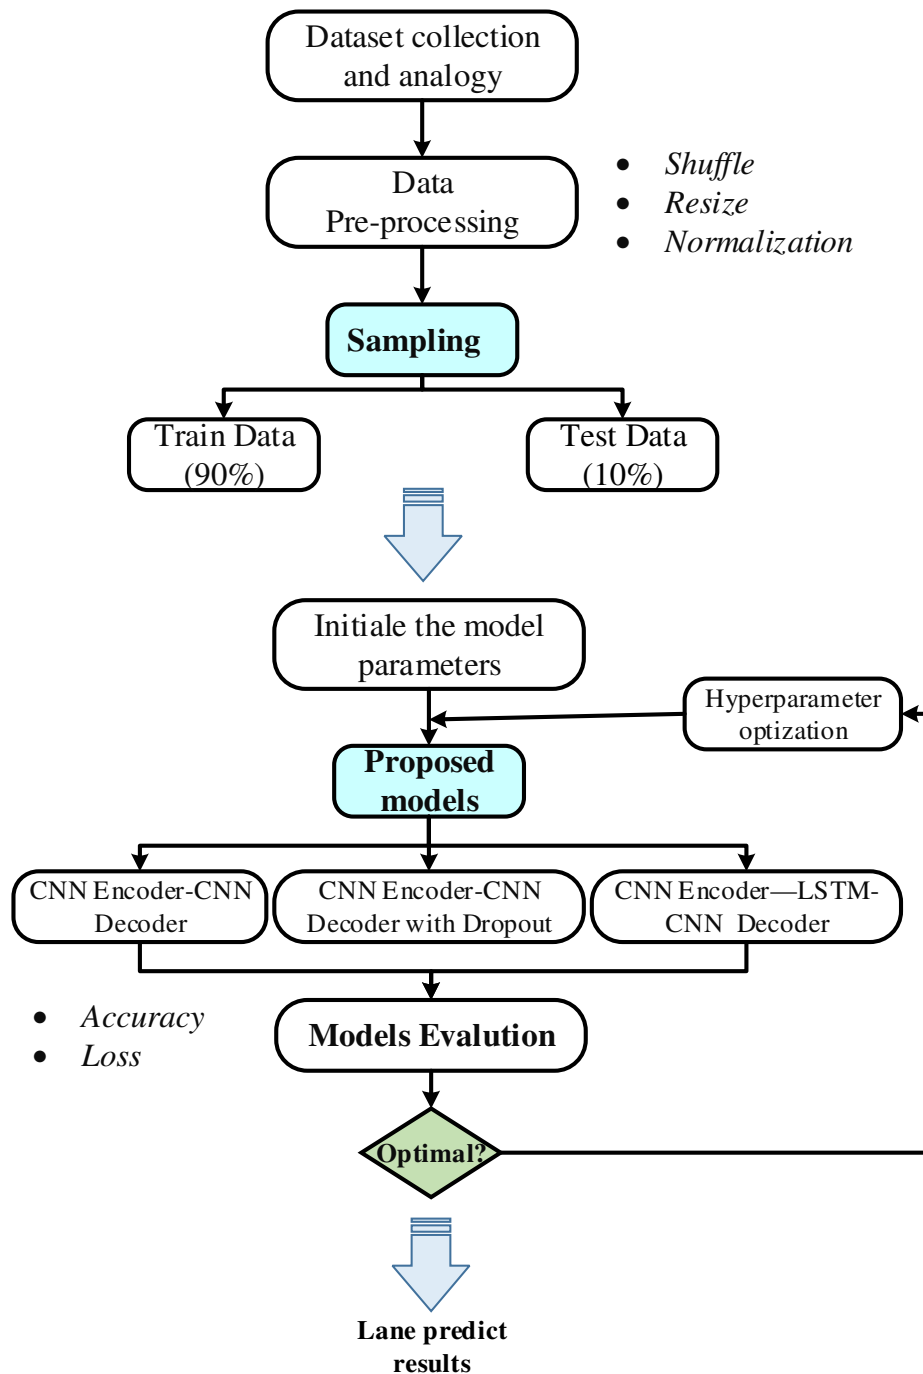 Dataset collection
and analogy
Data
Pre-processing
• Shuffle
• Resize
• Normalization
Sampling
Train Data
(90%)
Test Data
(10%)
Initiale the model
parameters
Hyperparameter
optization
Proposed
models
CNN Encoder-CNN
Decoder
CNN Encoder-CNN
Decoder with Dropout
CNN Encoder—LSTM-
CNN Decoder
• Accuracy
• Loss
Models Evalution
Optimal?
Lane predict
results